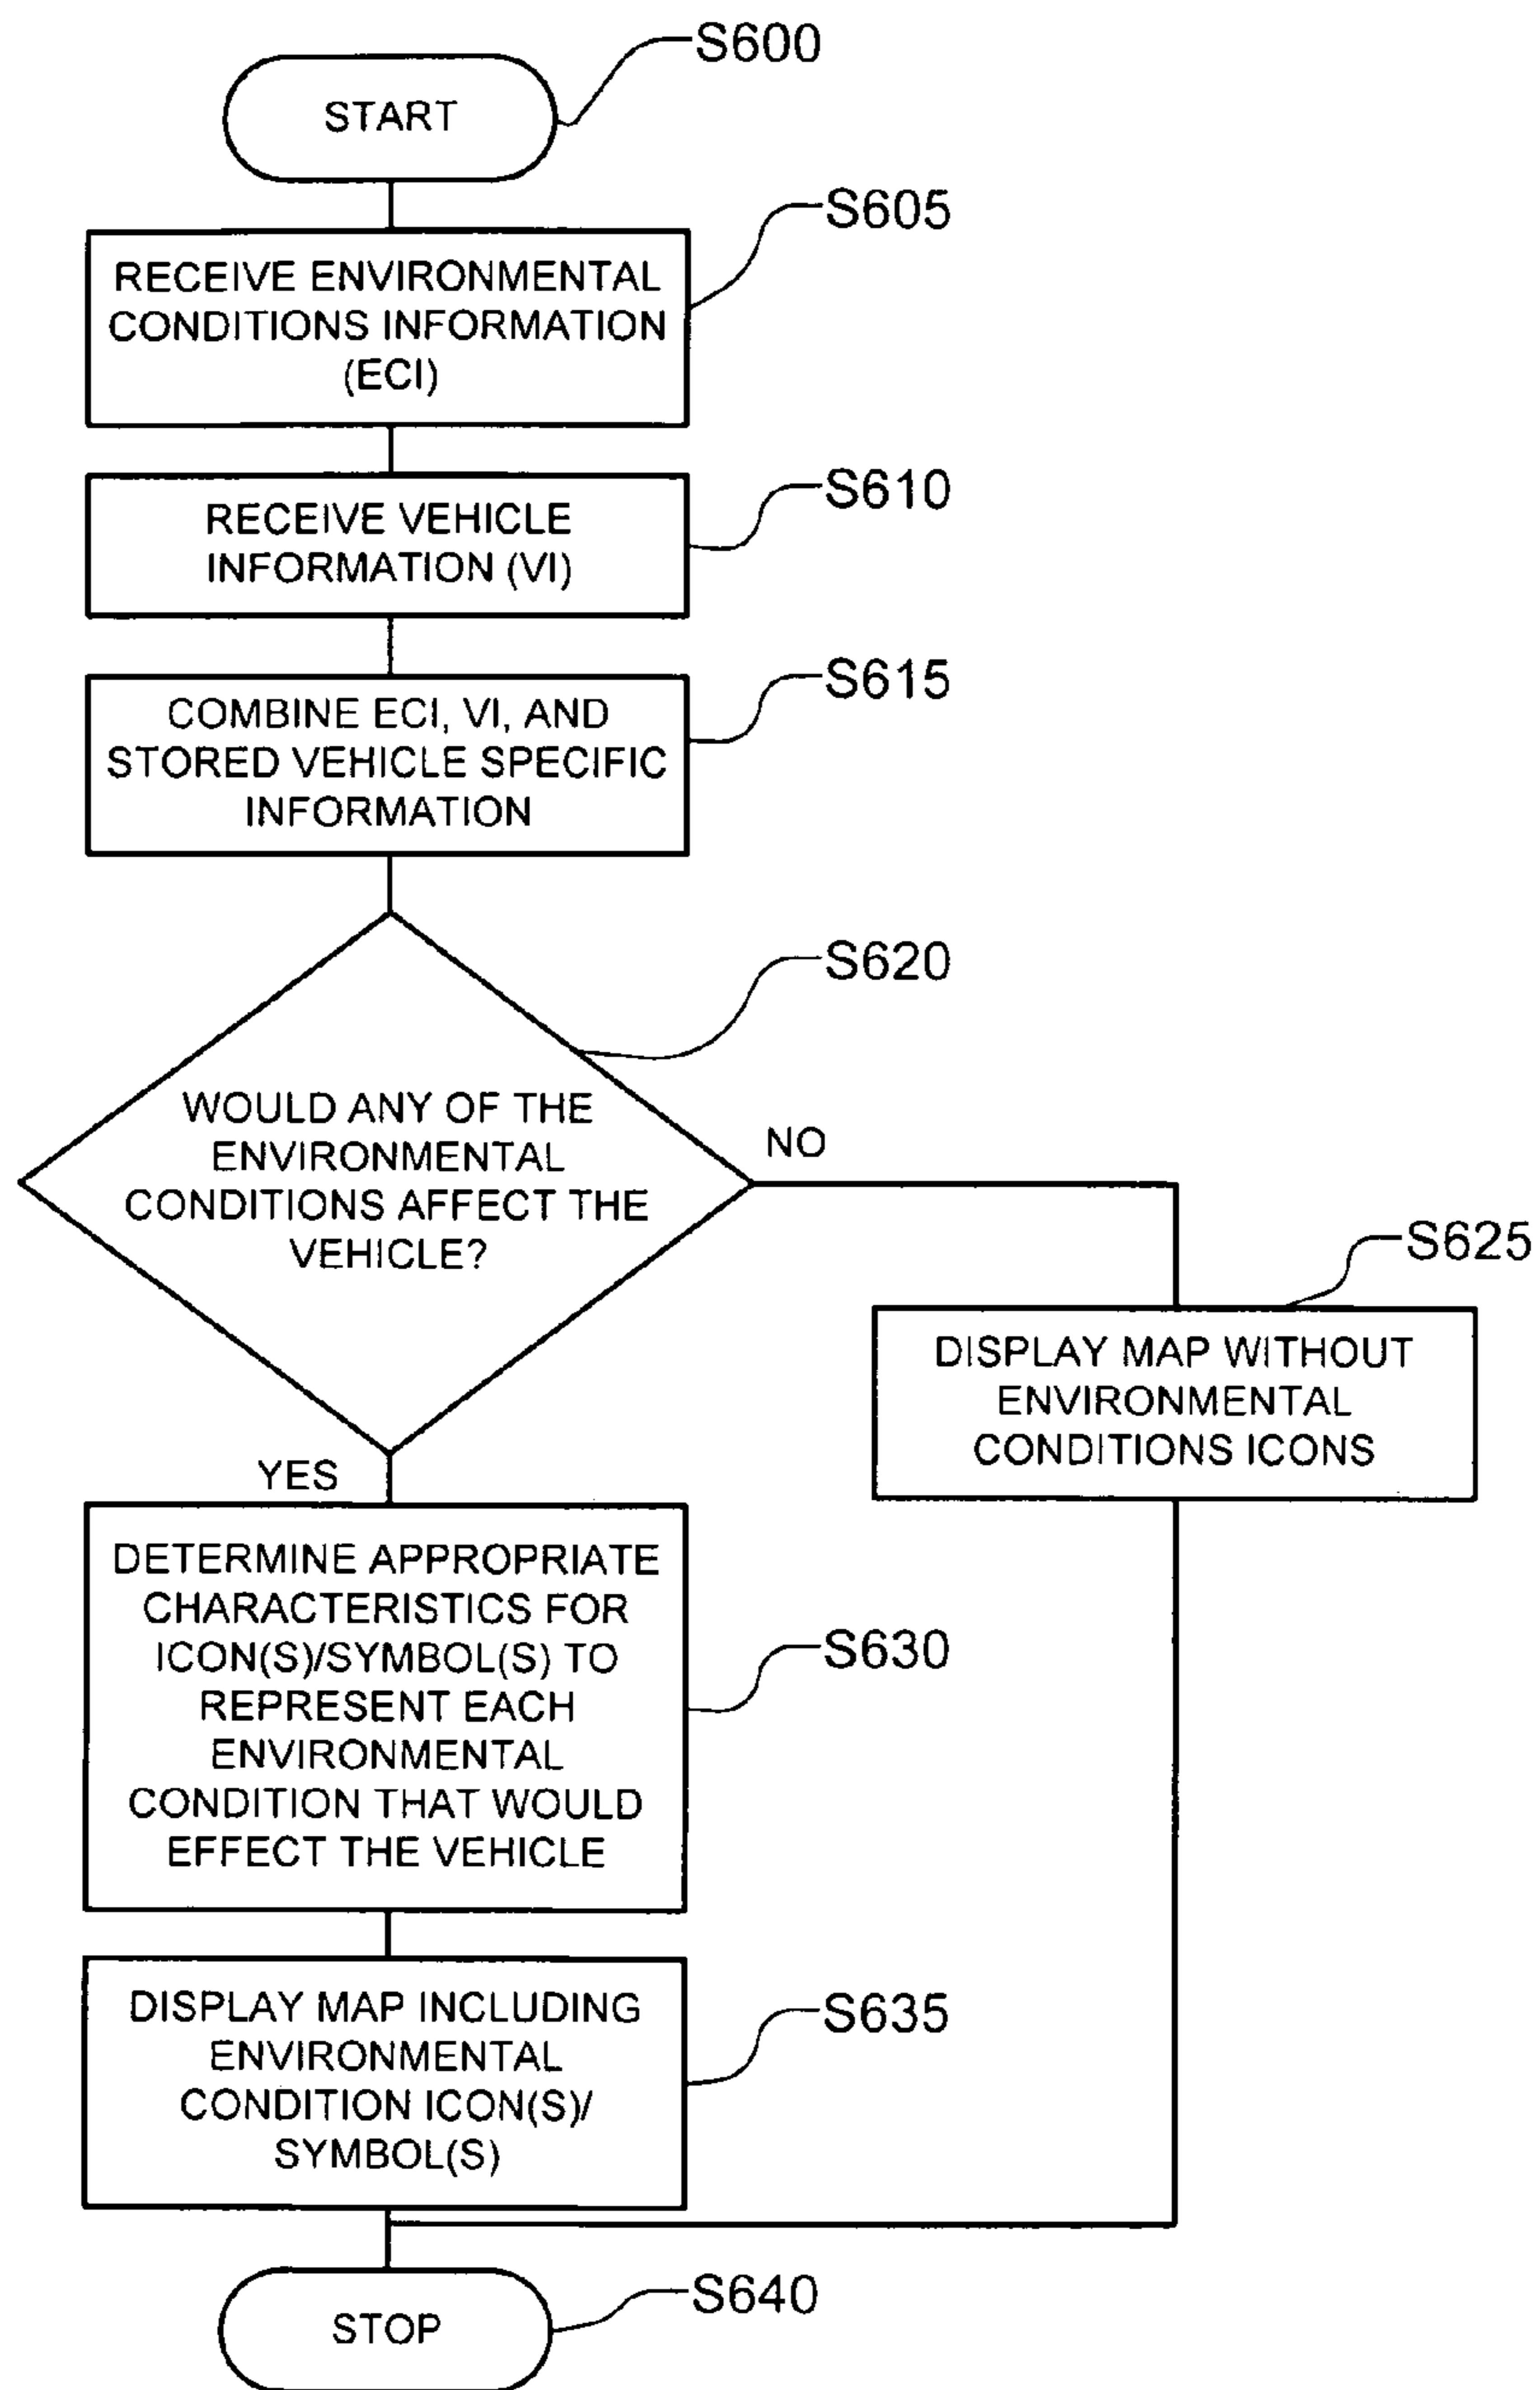 S600
START
S605
RECEIVE ENVIRONMENTAL
CONDITIONS INFORMATION
(ECI)
S610
RECEIVE VEHICLE
INFORMATION (VI)
S615
COMBINE ECI, VI, AND
STORED VEHICLE SPECIFIC
INFORMATION
S620
WOULD ANY OF THE
ENVIRONMENTAL
CONDITIONS AFFECT THE
VEHICLE?
NO
S625
DISPLAY MAP WITHOUT
ENVIRONMENTAL
CONDITIONS ICONS
YES
DETERMINE APPROPRIATE
CHARACTERISTICS FOR
ICON(S)/SYMBOL(S) TO
REPRESENT EACH
ENVIRONMENTAL
CONDITION THAT WOULD
EFFECT THE VEHICLE
S630
DISPLAY MAP INCLUDING
ENVIRONMENTAL
CONDITION ICON(S)/
SYMBOL(S)
S635
S640
STOP